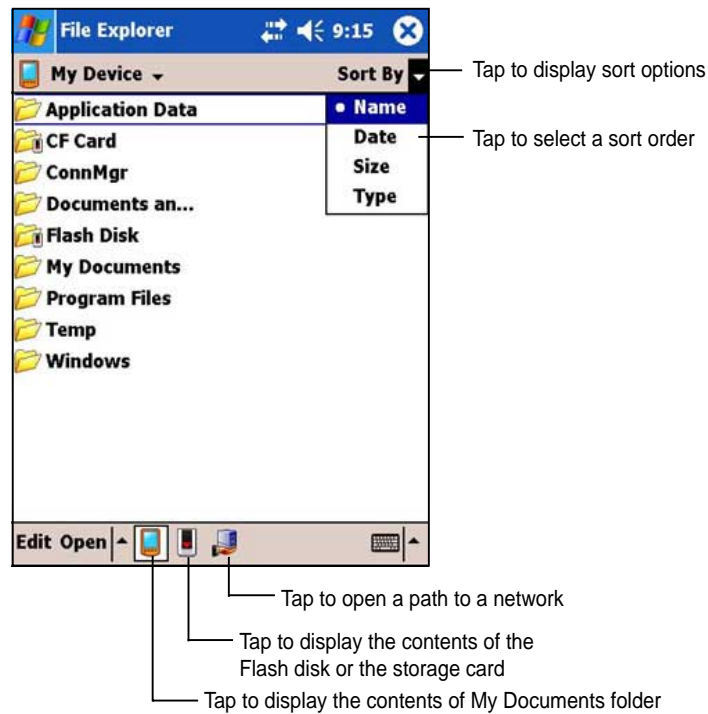 File Explorer 9:15
My Device Sort By
Tap to display sort options
Application Data
Name
CF Card
Date
Tap to select a sort order
ConnMgr
Size
Documents an...
Type
Flash Disk
My Documents
Program Files
Temp
Windows
Edit Open
Tap to open a path to a network
Tap to display the contents of the
Flash disk or the storage card
Tap to display the contents of My Documents folder